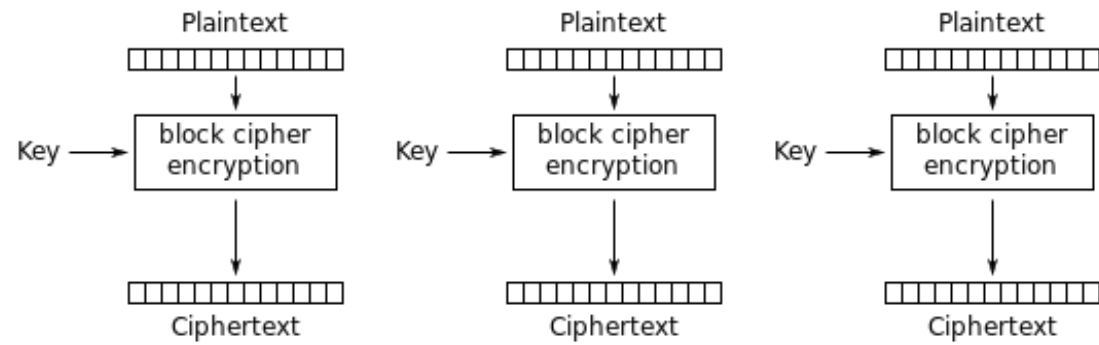 Plaintext Plaintext Plaintext
block cipher block cipher block cipher
Key Key Key
encryption encryption encryption
Ciphertext Ciphertext Ciphertext